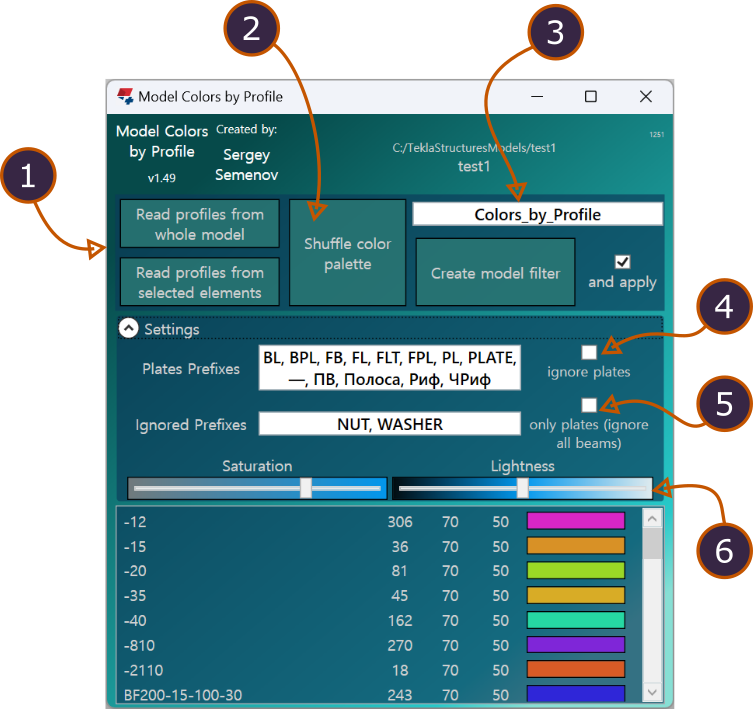 2
3
1
Model Colors by Profile
Model Colors
by Profile
v1.49
Created by:
Sergey
Semenov
C:/TeklaStructuresModels/test1
test1
1251
Read profiles from
whole model
Read profiles from
selected elements
Shuffle color
palette
Colors_by_Profile
Create model filter
and apply
4
Settings
Plates Prefixes
BL, BPL, FB, FL, FLT, FPL, PL, PLATE,
—, ПВ, Полоса, Риф, ЧРиф
ignore plates
5
Ignored Prefixes
NUT, WASHER
only plates (ignore
all beams)
Saturation
Lightness
6
-12 306 70 50
-15 36 70 50
-20 81 70 50
-35 45 70 50
-40 162 70 50
-810 270 70 50
-2110 18 70 50
BF200-15-100-30 243 70 50